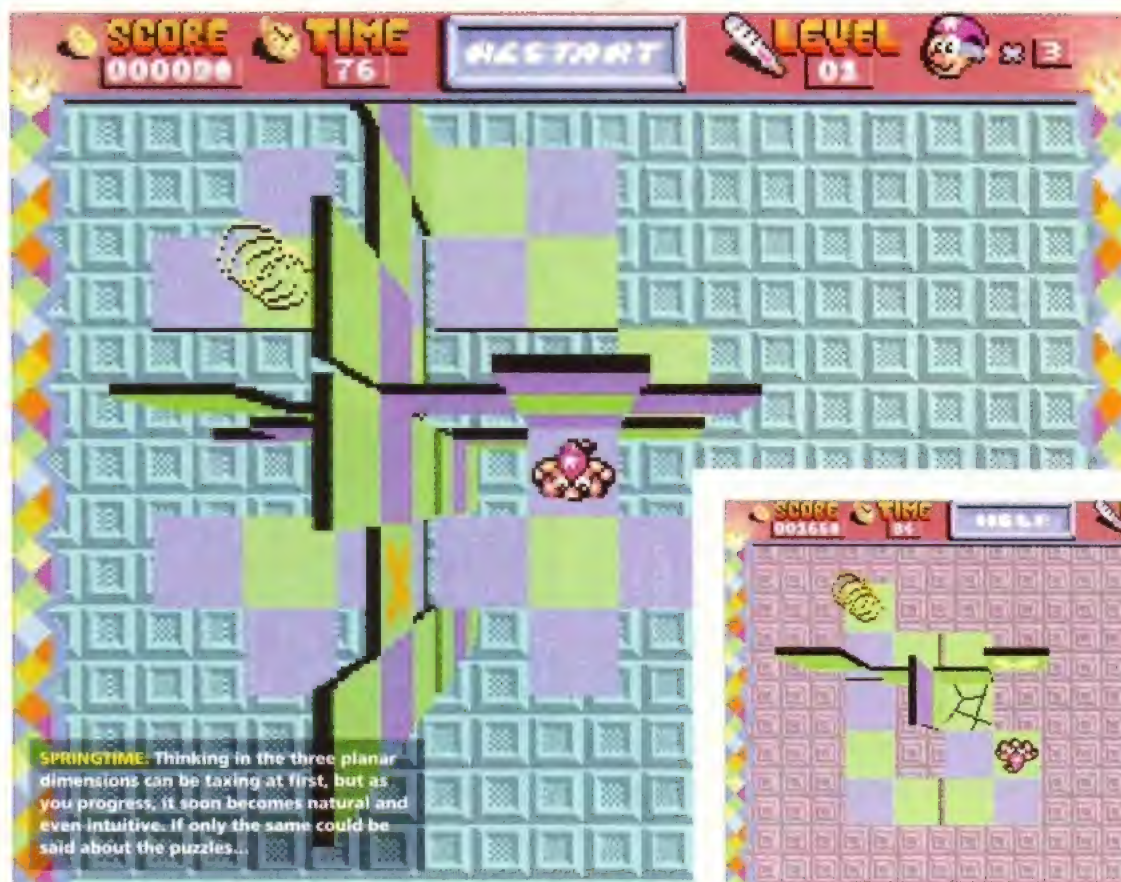 SCORE TIME RESTART LEVEL
76 x 3
SCORE TIME HELP
SPRINGTIME. Thinking in the three planar
dimensions can be taxing at first, but as
you progress, it soon becomes natural and
even intuitive. If only the same could be
said about the puzzles...